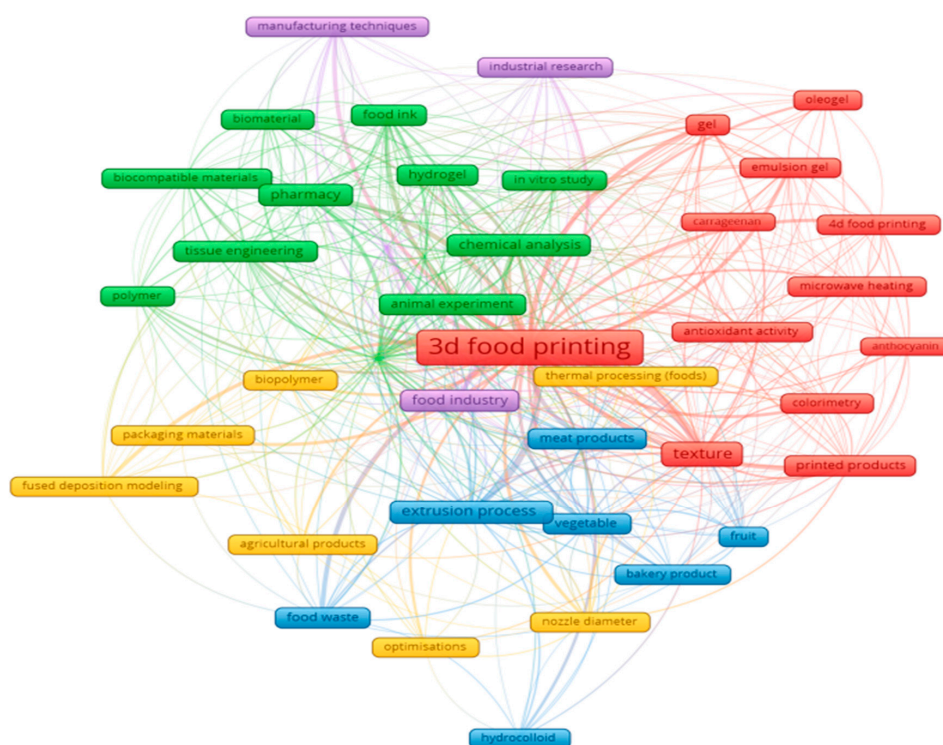 manufacturing techniques
industrial research
oleogel
biomaterial
food ink
gel
biocompatible materials
pharmacy
hydrogel
in vitro study
emulsion gel
carrageenan
4d food printing
tissue engineering
chemical analysis
polymer
animal experiment
microwave heating
antioxidant activity
3d food printing
anthocyanin
biopolymer
thermal processing (foods)
food industry
colorimetry
packaging materials
meat products
texture
printed products
fused deposition modeling
extrusion process
vegetable
fruit
agricultural products
bakery product
food waste
nozzle diameter
optimisations
hydrocolloid